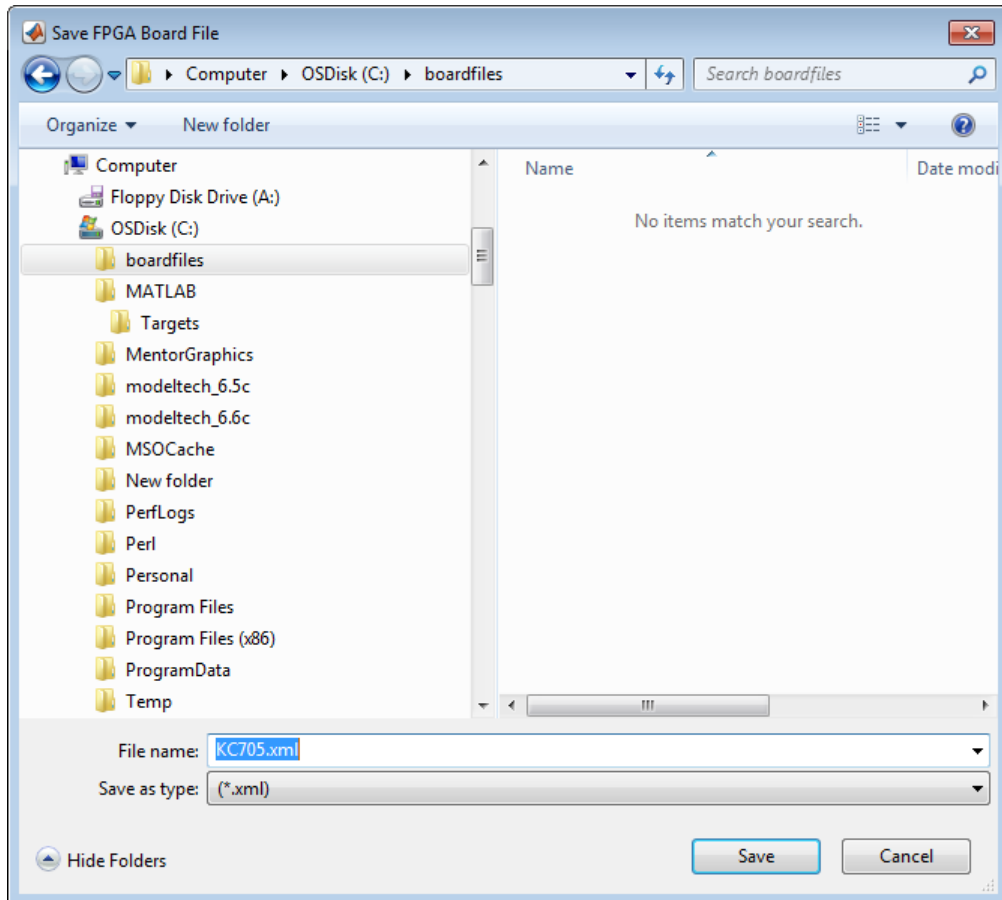 Save FPGA Board File
Computer OSDisk (C:) boardfiles
Search boardfiles
Organize New folder
Computer
Floppy Disk Drive (A:)
OSDisk (C:)
boardfiles
MATLAB
Targets
MentorGraphics
modeltech_6.5c
modeltech_6.6c
MSOCache
New folder
PerfLogs
Perl
Personal
Program Files
Program Files (x86)
ProgramData
Temp
Name Date modi
No items match your search.
File name: KC705.xml
Save as type: (*.xml)
Hide Folders Save Cancel